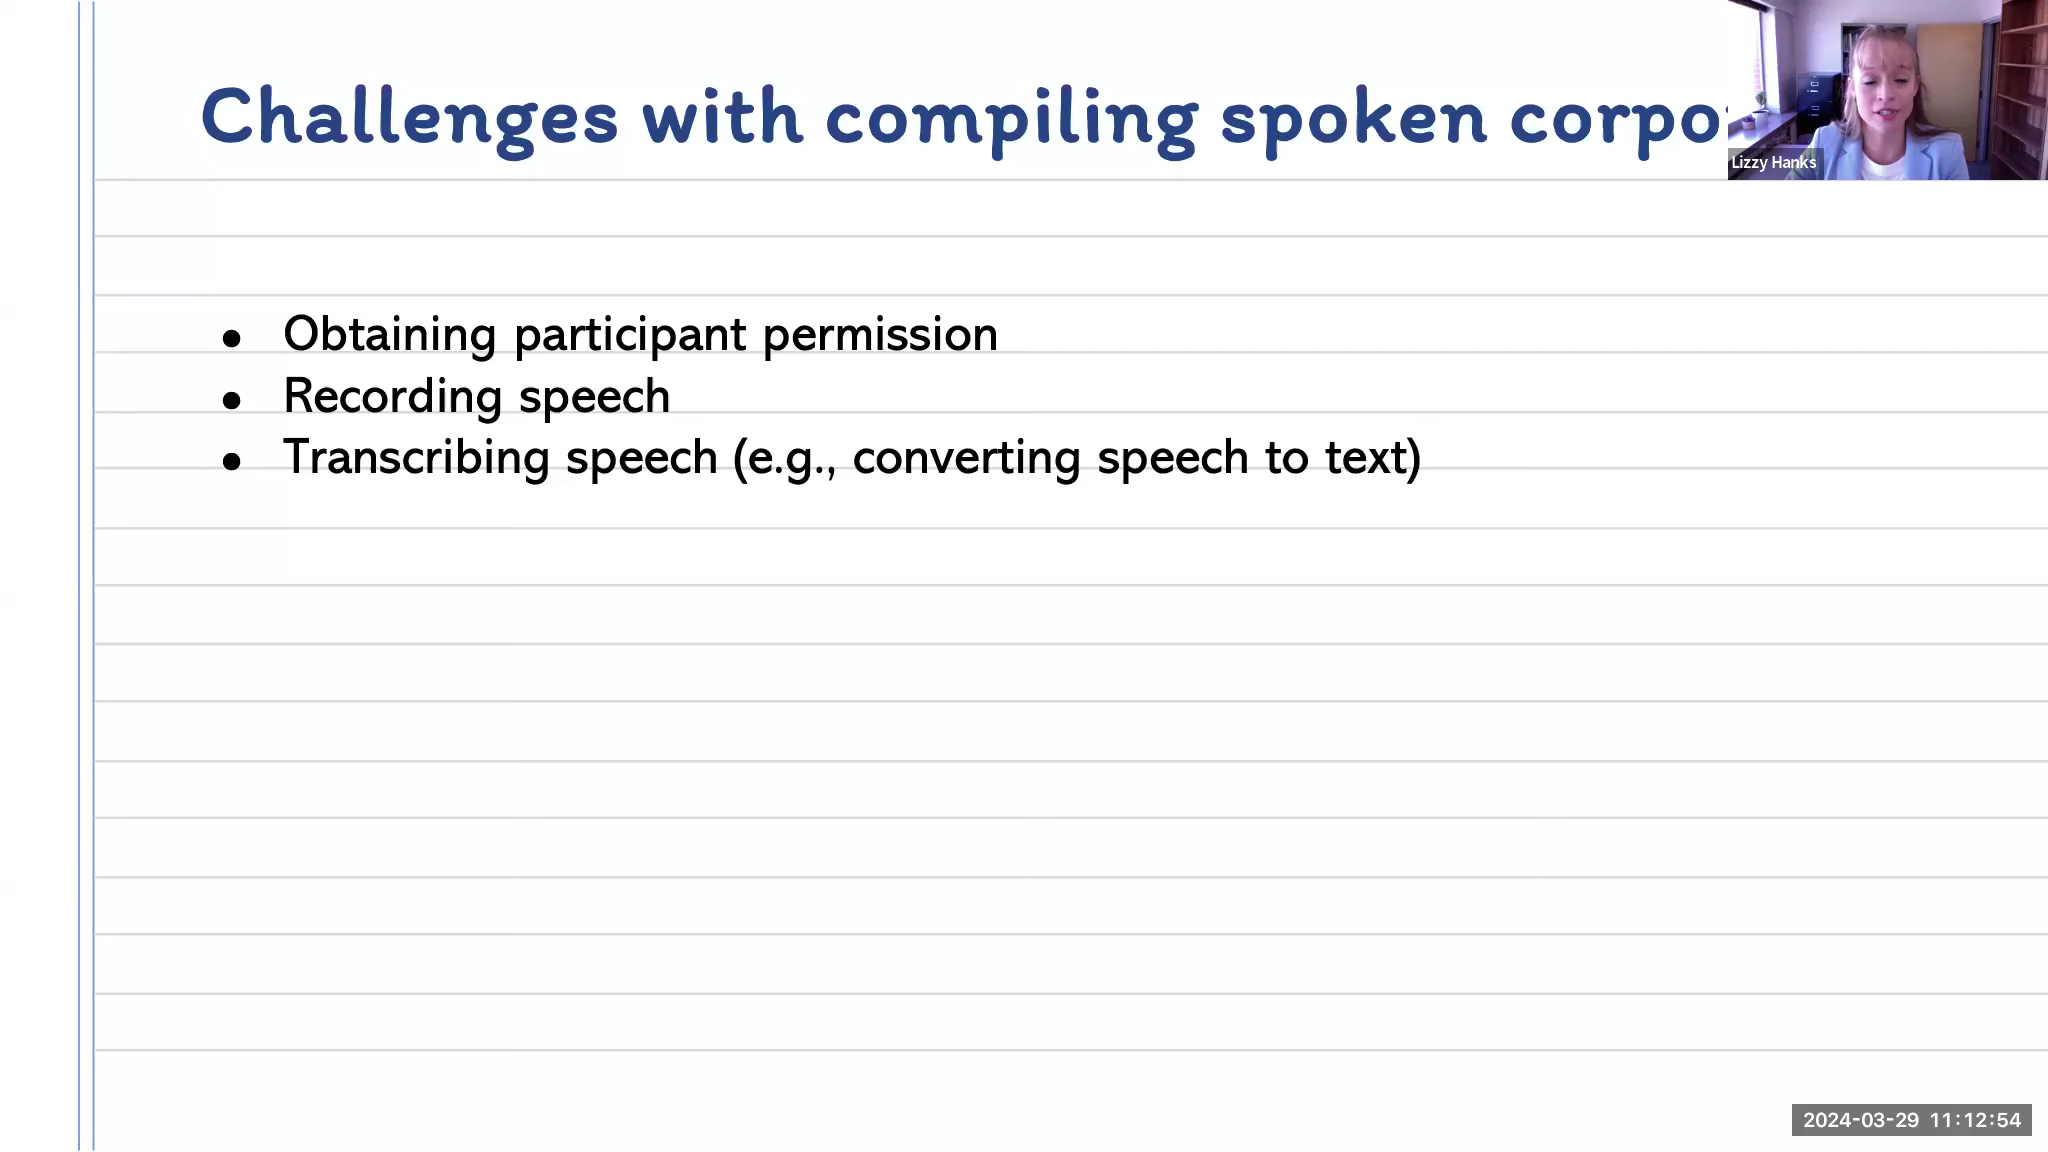 Challenges with compiling spoken corpo
Lizzy Hanks
● Obtaining participant permission
● Recording speech
● Transcribing speech (e.g., converting speech to text)
2024-03-29 11:12:54